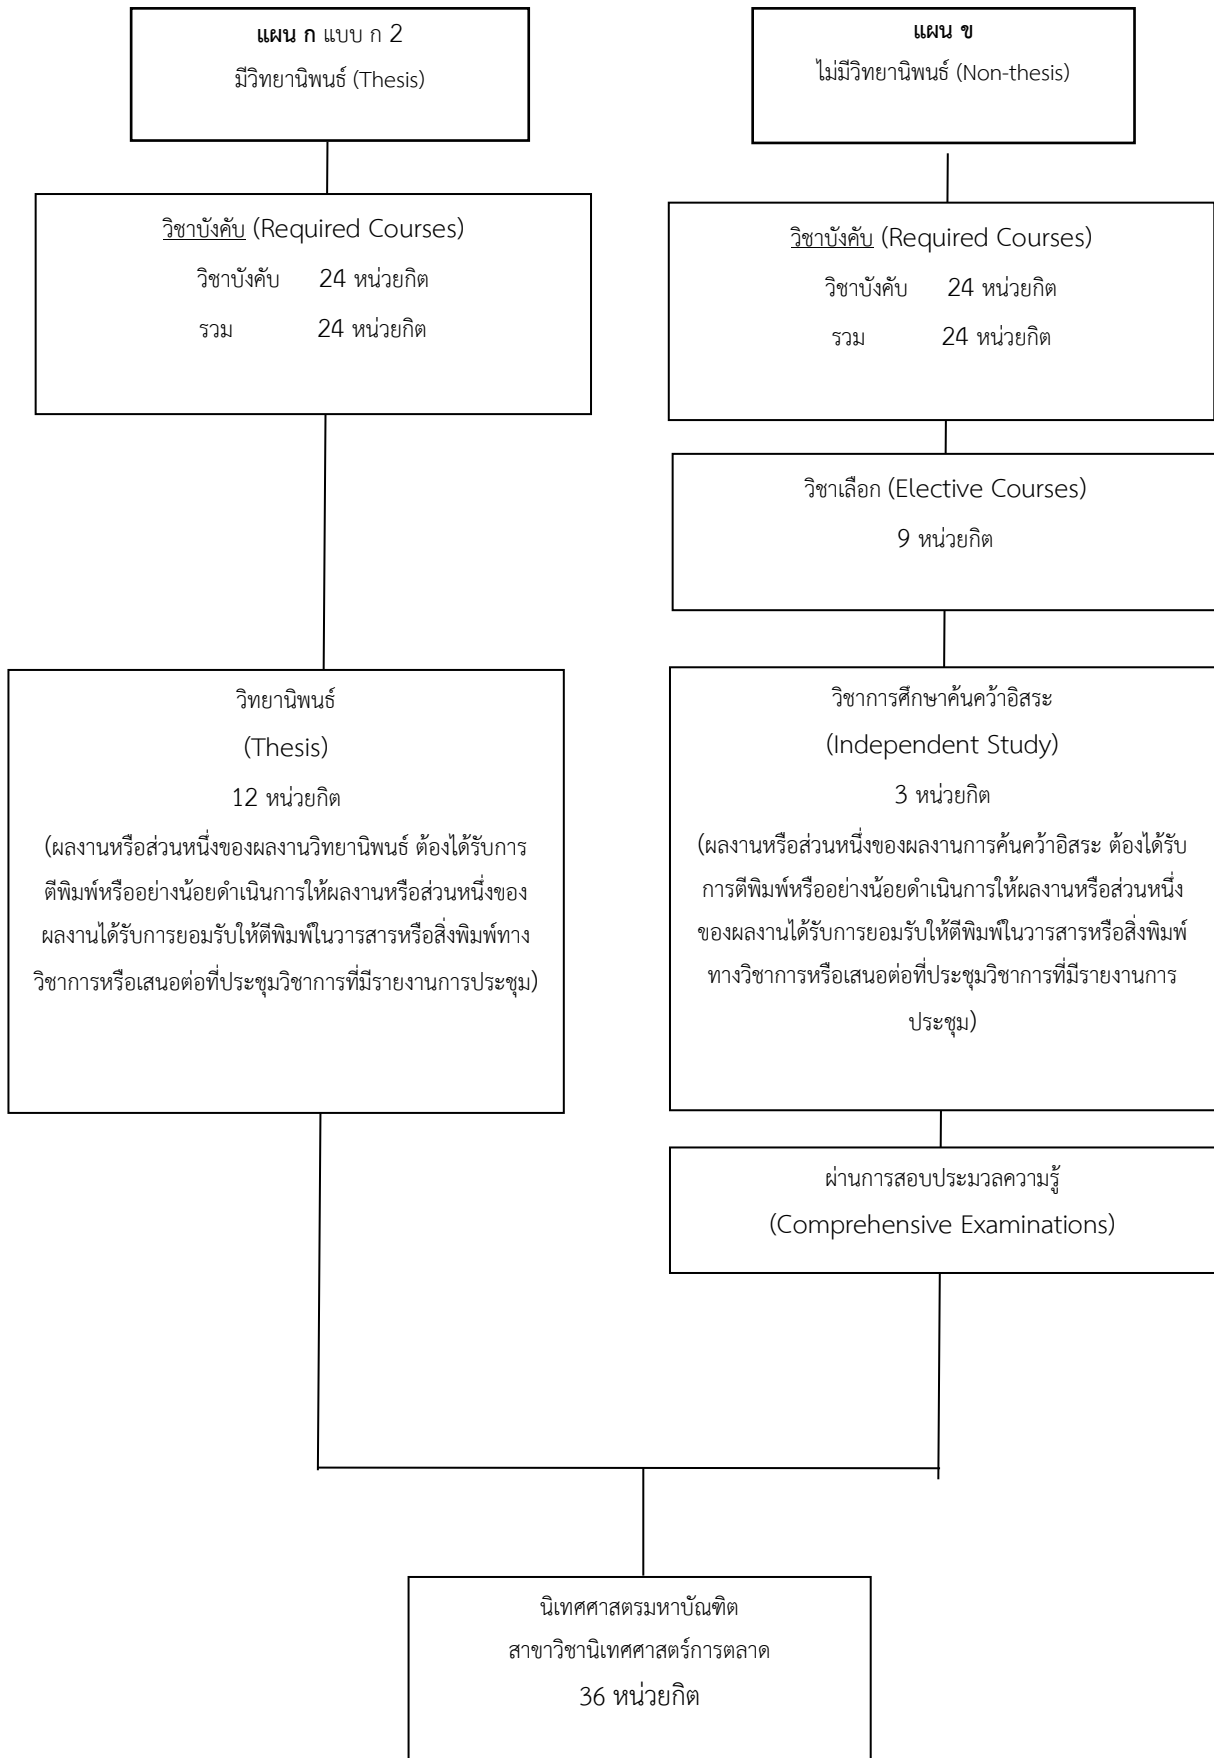 แผน ก แบบ ก 2
มีวิทยานิพนธ์ (Thesis)
วิชาบังคับ (Required Courses)
วิชาบังคับ 24 หน่วยกิต
รวม 24 หน่วยกิต
วิทยานิพนธ์
(Thesis)
12 หน่วยกิต
(ผลงานหรือส่วนหนึ่งของผลงานวิทยานิพนธ์ ต้องได้รับการ
ตีพิมพ์หรืออย่างน้อยดำเนินการให้ผลงานหรือส่วนหนึ่งของ
ผลงานได้รับการยอมรับให้ตีพิมพ์ในวารสารหรือสิ่งพิมพ์ทาง
วิชาการหรือเสนอต่อที่ประชุมวิชาการที่มีรายงานการประชุม)
แผน ข
ไม่มีวิทยานิพนธ์ (Non-thesis)
วิชาบังคับ (Required Courses)
วิชาบังคับ 24 หน่วยกิต
รวม 24 หน่วยกิต
วิชาเลือก (Elective Courses)
9 หน่วยกิต
วิชาการศึกษาค้นคว้าอิสระ
(Independent Study)
3 หน่วยกิต
(ผลงานหรือส่วนหนึ่งของผลงานการค้นคว้าอิสระ ต้องได้รับ
การตีพิมพ์หรืออย่างน้อยดำเนินการให้ผลงานหรือส่วนหนึ่ง
ของผลงานได้รับการยอมรับให้ตีพิมพ์ในวารสารหรือสิ่งพิมพ์
ทางวิชาการหรือเสนอต่อที่ประชุมวิชาการที่มีรายงานการ
ประชุม)
ผ่านการสอบประมวลความรู้
(Comprehensive Examinations)
นิเทศศาสตรมหาบัณฑิต
สาขาวิชานิเทศศาสตร์การตลาด
36 หน่วยกิต